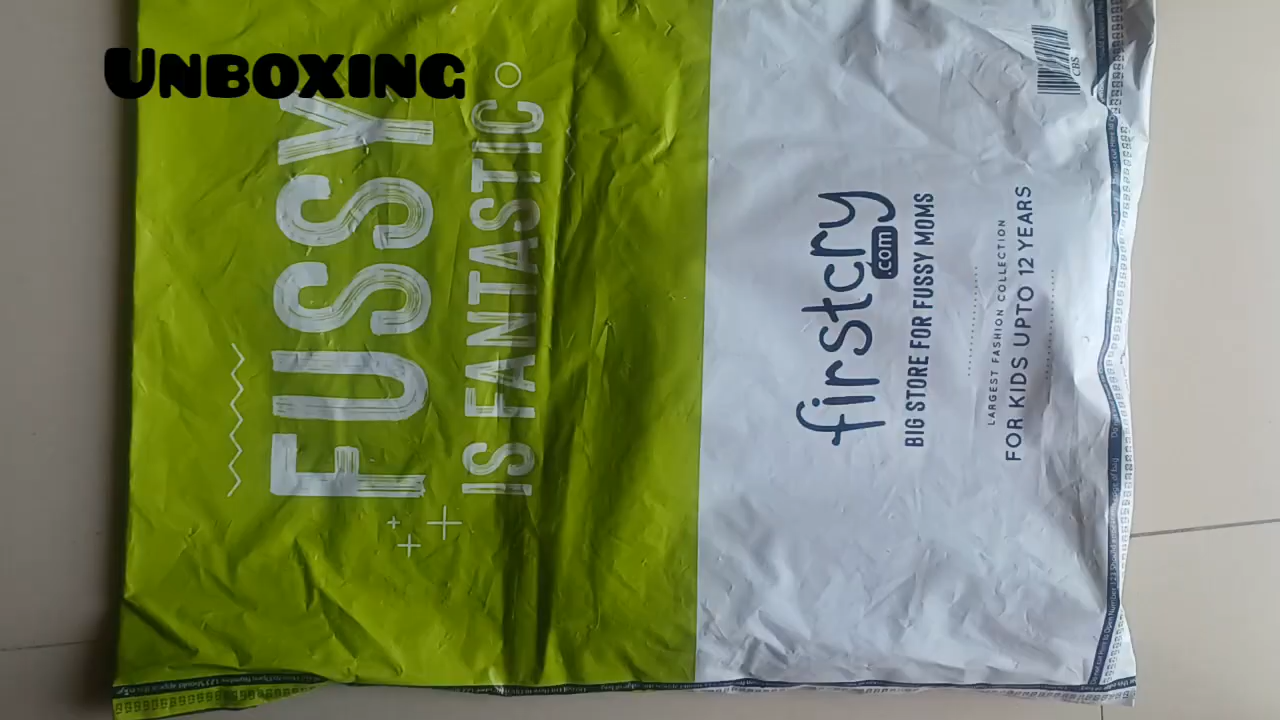 UNBOXING
FUSSY
IS FANTASTIC
firstcry
.com
BIG STORE FOR FUSSY MOMS
LARGEST FASHION COLLECTION
FOR KIDS UPTO 12 YEARS
CBS